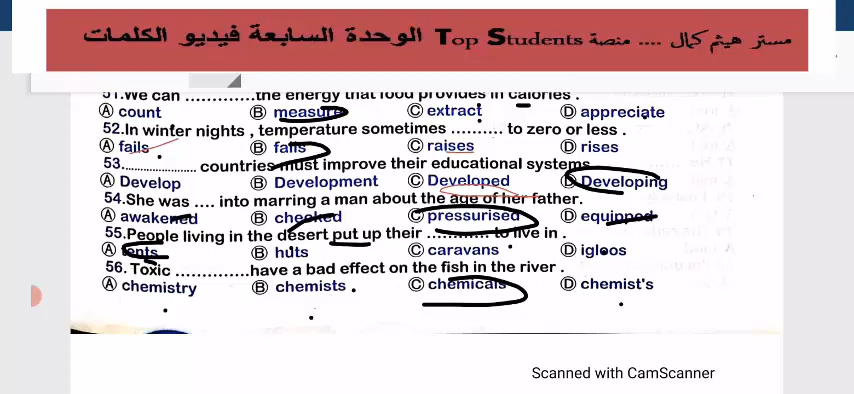 مستر هيثم كمال .... منصة Top Students الوحدة السابعة فيديو الكلمات
51.We can .............the energy that food provides in calories .
Ⓐ count Ⓑ measure Ⓒ extract Ⓓ appreciate
52.In winter nights , temperature sometimes .......... to zero or less .
Ⓐ fails Ⓑ falls Ⓒ raises Ⓓ rises
53................... countries must improve their educational systems
Ⓐ Develop Ⓑ Development Ⓒ Developed Ⓓ Developing
54.She was .... into marring a man about the age of her father.
Ⓐ awakened Ⓑ checked Ⓒ pressurised Ⓓ equipped
55.People living in the desert put up their ............ to live in .
Ⓐ tents Ⓑ huts Ⓒ caravans Ⓓ igloos
56. Toxic ..............have a bad effect on the fish in the river .
Ⓐ chemistry Ⓑ chemists Ⓒ chemicals Ⓓ chemist's
Scanned with CamScanner